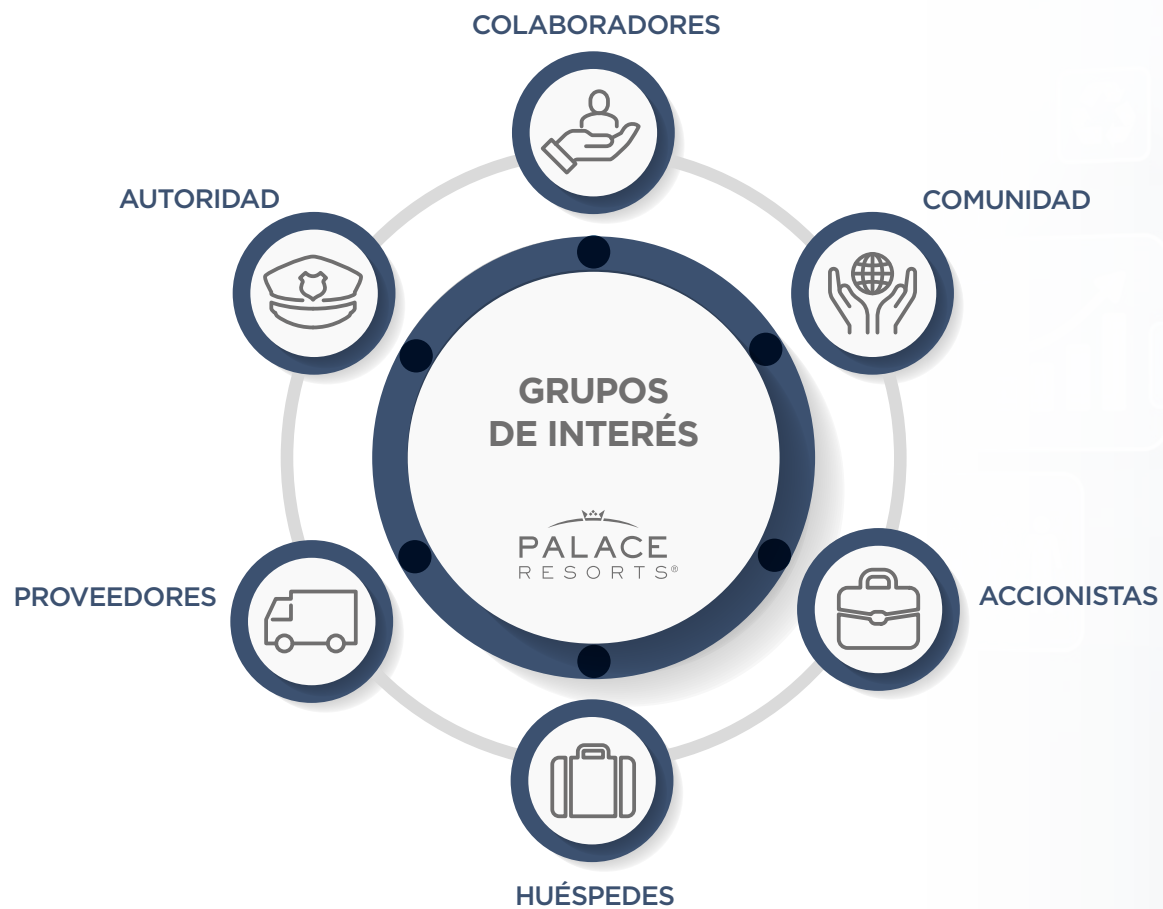 COLABORADORES
AUTORIDAD
COMUNIDAD
GRUPOS
DE INTERÉS
PALACE
RESORTS®
PROVEEDORES
ACCIONISTAS
HUÉSPEDES